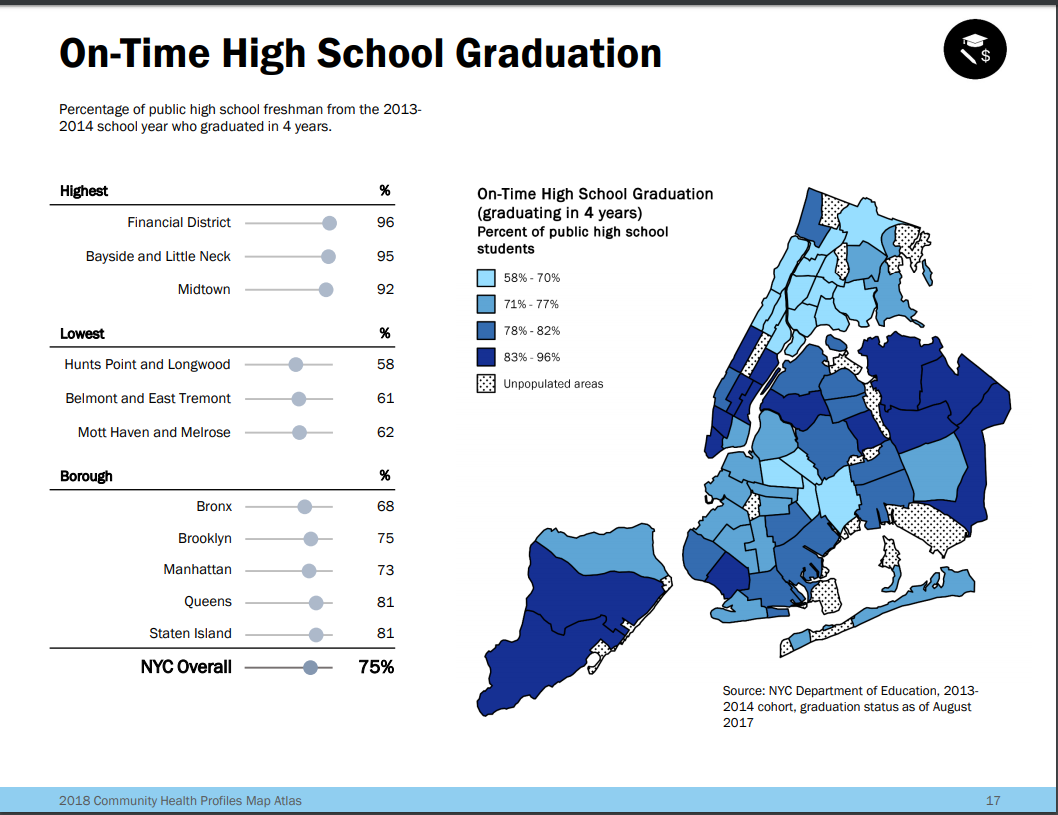 On-Time High School Graduation
$
Percentage of public high school freshman from the 2013-
2014 school year who graduated in 4 years.
Highest %
Financial District 96
Bayside and Little Neck 95
Midtown 92
Lowest %
Hunts Point and Longwood 58
Belmont and East Tremont 61
Mott Haven and Melrose 62
Borough %
Bronx 68
Brooklyn 75
Manhattan 73
Queens 81
Staten Island 81
NYC Overall 75%
On-Time High School Graduation
(graduating in 4 years)
Percent of public high school
students
58% - 70%
71% - 77%
78% - 82%
83% - 96%
Unpopulated areas
Source: NYC Department of Education, 2013-
2014 cohort, graduation status as of August
2017
2018 Community Health Profiles Map Atlas 17